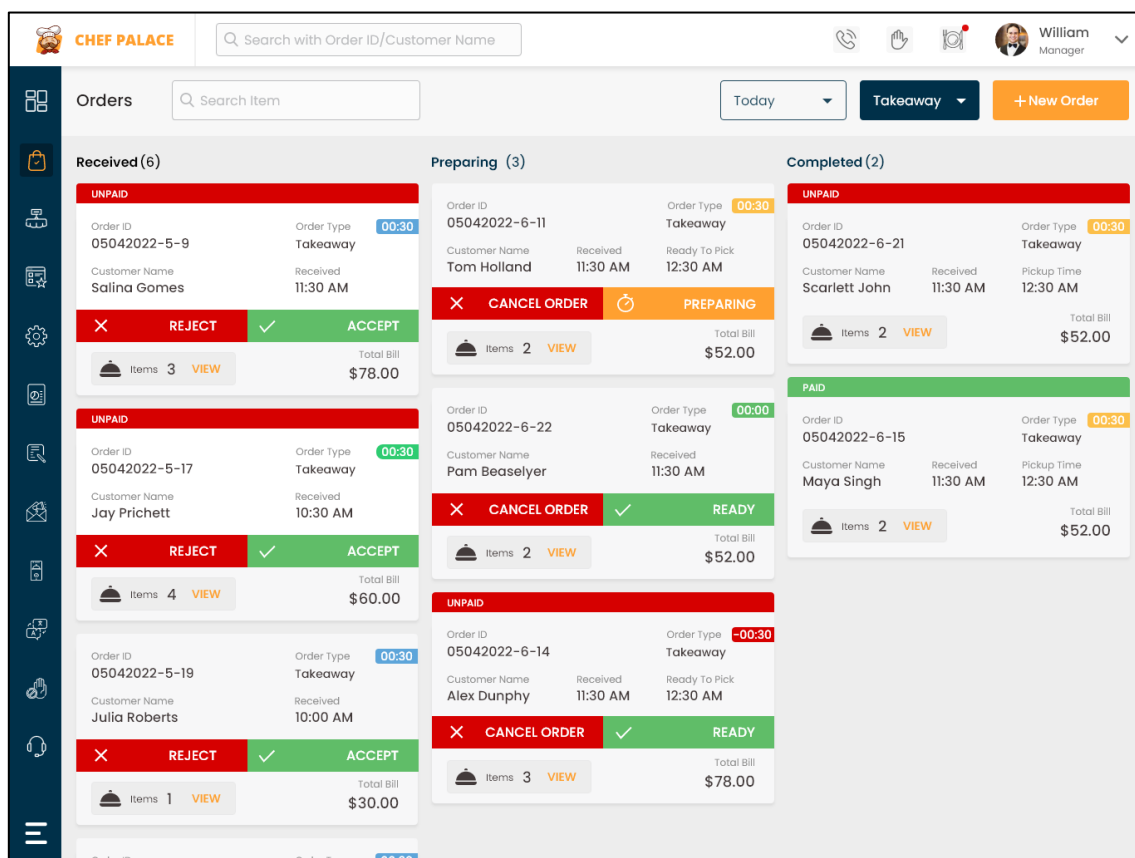 CHEF PALACE
Search with Order ID/Customer Name
William
Manager
Orders
Search Item
Today
Takeaway
+ New Order
Received (6)
UNPAID
Order ID
Order Type
00:30
05042022-5-9
Takeaway
Customer Name
Received
Salina Gomes
11:30 AM
REJECT
ACCEPT
Items 3 VIEW
Total Bill
$78.00
UNPAID
Order ID
Order Type
00:30
05042022-5-17
Takeaway
Customer Name
Received
Jay Prichett
10:30 AM
REJECT
ACCEPT
Items 4 VIEW
Total Bill
$60.00
Order ID
Order Type
00:30
05042022-5-19
Takeaway
Customer Name
Received
Julia Roberts
10:00 AM
REJECT
ACCEPT
Items 1 VIEW
Total Bill
$30.00
Preparing (3)
Order ID
Order Type
00:30
05042022-6-11
Takeaway
Customer Name
Received
Ready To Pick
Tom Holland
11:30 AM
12:30 AM
CANCEL ORDER
PREPARING
Items 2 VIEW
Total Bill
$52.00
Order ID
Order Type
00:00
05042022-6-22
Takeaway
Customer Name
Received
Pam Beaselyer
11:30 AM
CANCEL ORDER
READY
Items 2 VIEW
Total Bill
$52.00
UNPAID
Order ID
Order Type
-00:30
05042022-6-14
Takeaway
Customer Name
Received
Ready To Pick
Alex Dunphy
11:30 AM
12:30 AM
CANCEL ORDER
READY
Items 3 VIEW
Total Bill
$78.00
Completed (2)
UNPAID
Order ID
Order Type
00:30
05042022-6-21
Takeaway
Customer Name
Received
Pickup Time
Scarlett John
11:30 AM
12:30 AM
Items 2 VIEW
Total Bill
$52.00
PAID
Order ID
Order Type
00:30
05042022-6-15
Takeaway
Customer Name
Received
Pickup Time
Maya Singh
11:30 AM
12:30 AM
Items 2 VIEW
Total Bill
$52.00